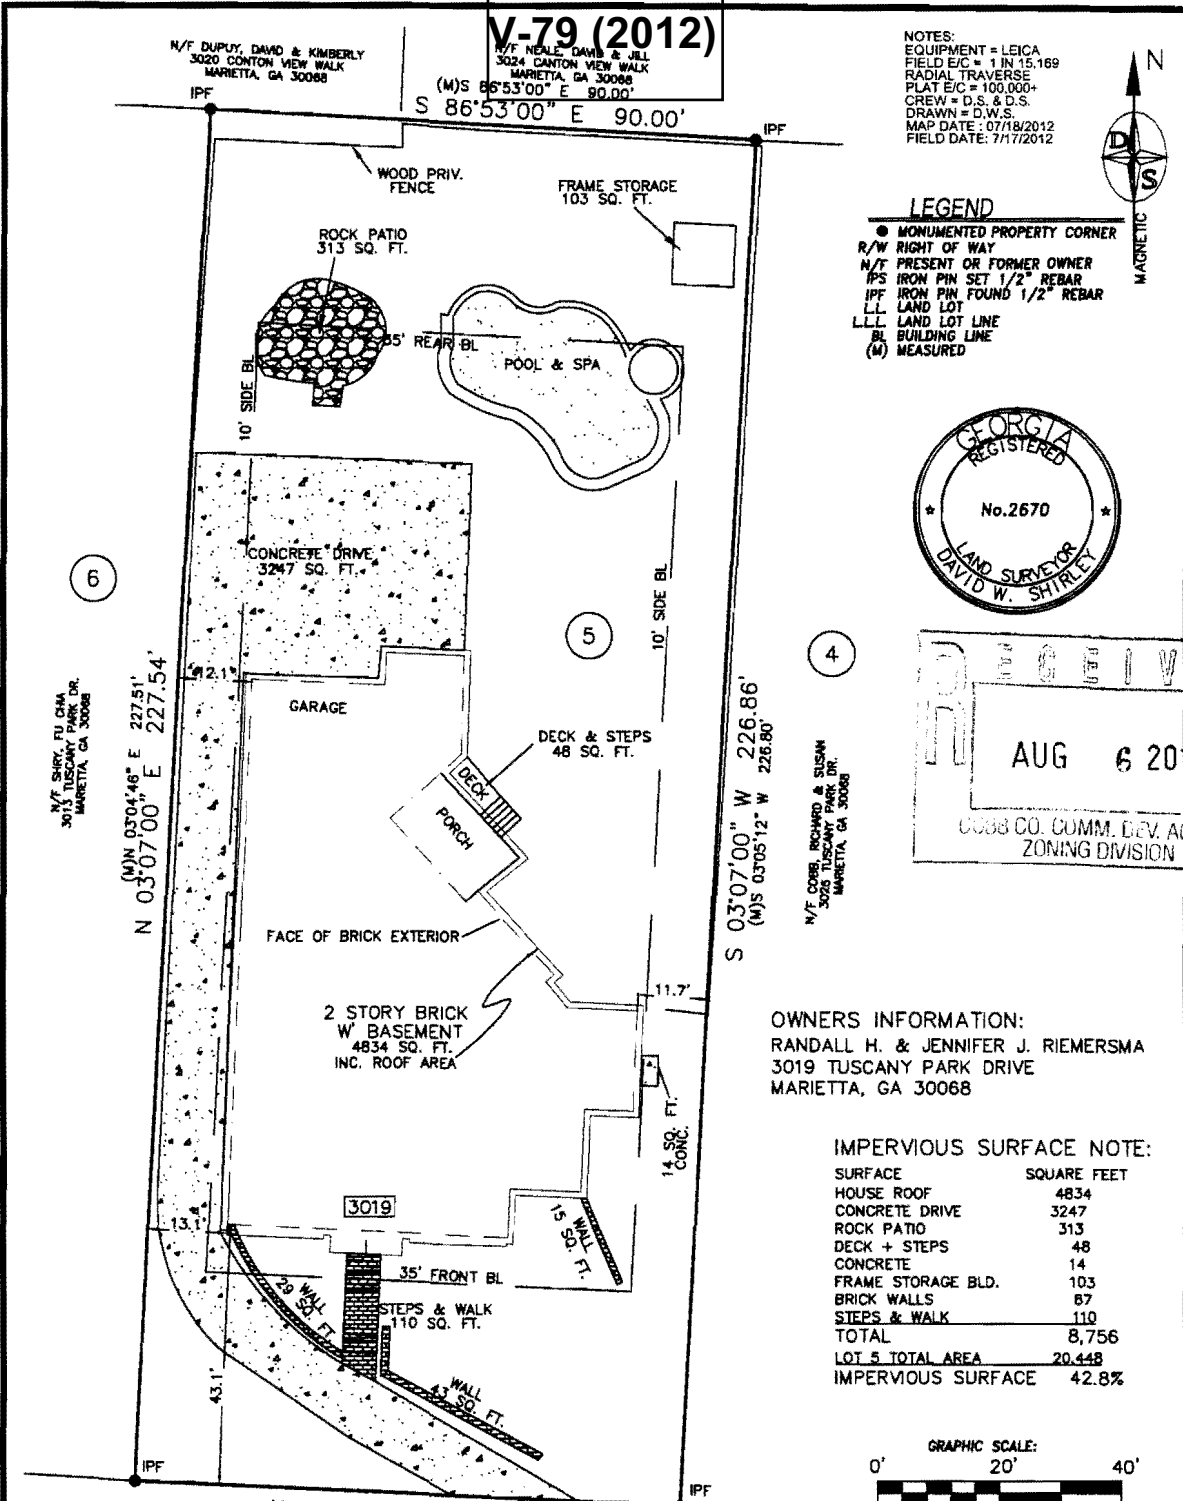 V-79 (2012)
N/F DUPUY, DAVID & KIMBERLY
3020 CONTON VIEW WALK
MARIETTA, GA 30068
N/F NEALE, DAVID & JILL
3024 CANTON VIEW WALK
MARIETTA, GA 30068
(M)S 86°53'00" E 90.00'
S 86°53'00" E 90.00'
IPF
IPF
NOTES:
EQUIPMENT = LEICA
FIELD E/C = 1 IN 15,169
RADIAL TRAVERSE
PLAT E/C = 100,000+
CREW = D.S. & D.S.
DRAWN = D.W.S.
MAP DATE : 07/18/2012
FIELD DATE: 7/17/2012
N
D
S
MAGNETIC
LEGEND
MONUMENTED PROPERTY CORNER
R/W RIGHT OF WAY
N/F PRESENT OR FORMER OWNER
IPS IRON PIN SET 1/2" REBAR
IPF IRON PIN FOUND 1/2" REBAR
LL LAND LOT
LLL LAND LOT LINE
BL BUILDING LINE
(M) MEASURED
WOOD PRIV.
FENCE
FRAME STORAGE
103 SQ. FT.
ROCK PATIO
313 SQ. FT.
35' REAR BL
POOL & SPA
10' SIDE BL
GEORGIA
REGISTERED
No.2670
LAND SURVEYOR
DAVID W. SHIRLEY
CONCRETE DRIVE
3247 SQ. FT.
6
5
4
10' SIDE BL
AUG 6 201
COBB CO. COMM. DEV. AG
ZONING DIVISION
12.1'
GARAGE
N/F SHRY, FU CHA
3013 TUSCANY PARK DR.
MARIETTA, GA 30068
(M)N 03°04'46" E 227.51'
N 03°07'00" E 227.54'
DECK & STEPS
48 SQ. FT.
DECK
PORCH
S 03°07'00" W 226.86'
(M)S 03°05'12" W 226.80'
N/F COBB, RICHARD & SUSAN
3025 TUSCANY PARK DR.
MARIETTA, GA 30068
FACE OF BRICK EXTERIOR
11.7'
2 STORY BRICK
W' BASEMENT
4834 SQ. FT.
INC. ROOF AREA
OWNERS INFORMATION:
RANDALL H. & JENNIFER J. RIEMERSMA
3019 TUSCANY PARK DRIVE
MARIETTA, GA 30068
14 SQ. FT.
CONC.
IMPERVIOUS SURFACE NOTE:
SURFACE SQUARE FEET
HOUSE ROOF 4834
CONCRETE DRIVE 3247
ROCK PATIO 313
DECK + STEPS 48
CONCRETE 14
FRAME STORAGE BLD. 103
BRICK WALLS 87
STEPS & WALK 110
TOTAL 8,756
LOT 5 TOTAL AREA 20,448
IMPERVIOUS SURFACE 42.8%
3019
13.1'
WALL
15 SQ. FT.
35' FRONT BL
WALL
29 SQ. FT.
STEPS & WALK
110 SQ. FT.
WALL
43 SQ. FT.
43.1'
IPF
IPF
GRAPHIC SCALE:
0' 20' 40'